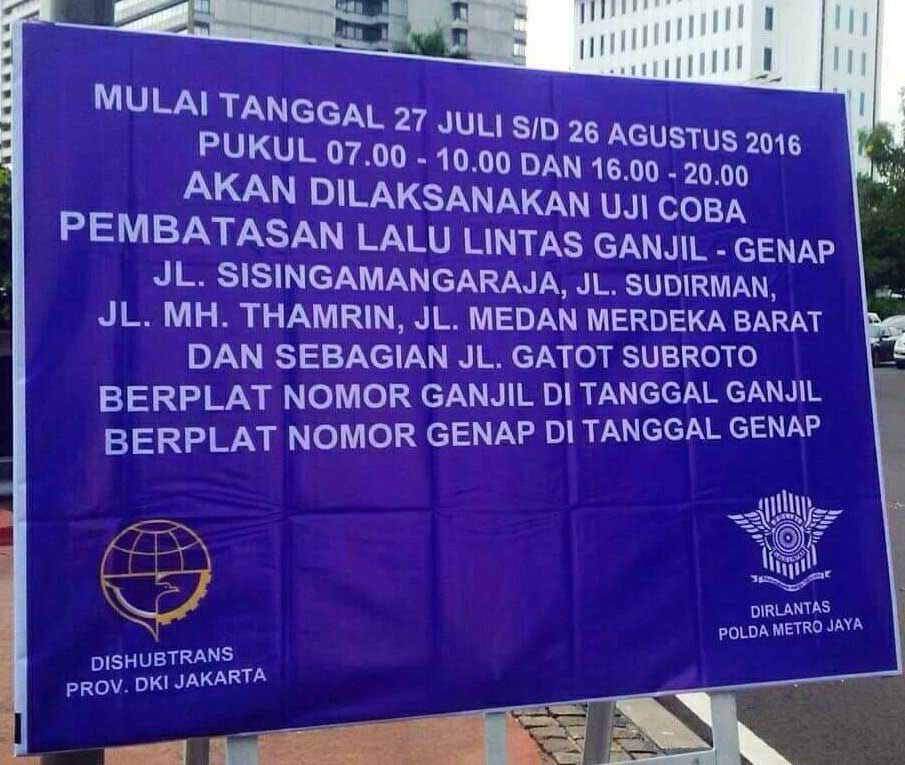 MULAI TANGGAL 27 JULI S/D 26 AGUSTUS 2016
PUKUL 07.00 - 10.00 DAN 16.00 - 20.00
AKAN DILAKSANAKAN UJI COBA
PEMBATASAN LALU LINTAS GANJIL - GENAP
JL. SISINGAMANGARAJA, JL. SUDIRMAN,
JL. MH. THAMRIN, JL. MEDAN MERDEKA BARAT
DAN SEBAGIAN JL. GATOT SUBROTO
BERPLAT NOMOR GANJIL DI TANGGAL GANJIL
BERPLAT NOMOR GENAP DI TANGGAL GENAP
DISHUBTRANS
PROV. DKI JAKARTA
DIRLANTAS
POLDA METRO JAYA